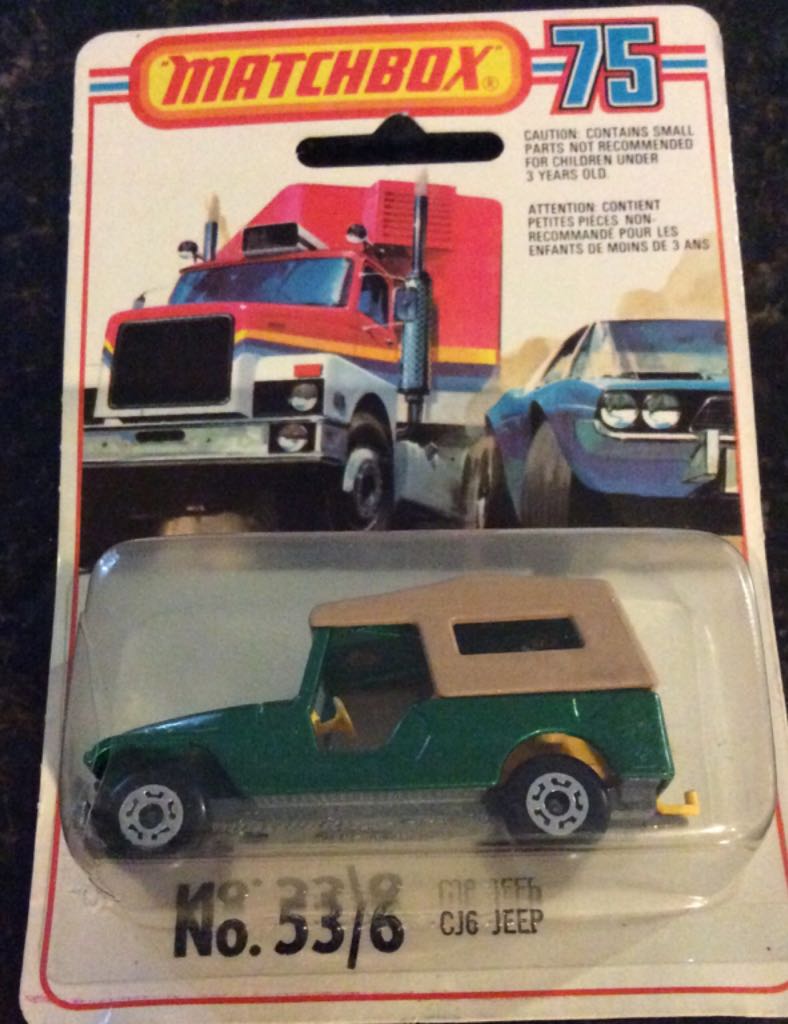 "MATCHBOX"®
75
CAUTION: CONTAINS SMALL
PARTS NOT RECOMMENDED
FOR CHILDREN UNDER
3 YEARS OLD.
ATTENTION: CONTIENT
PETITES PIÈCES NON-
RECOMMANDÉ POUR LES
ENFANTS DE MOINS DE 3 ANS
No. 53/6
CJ6 JEEP